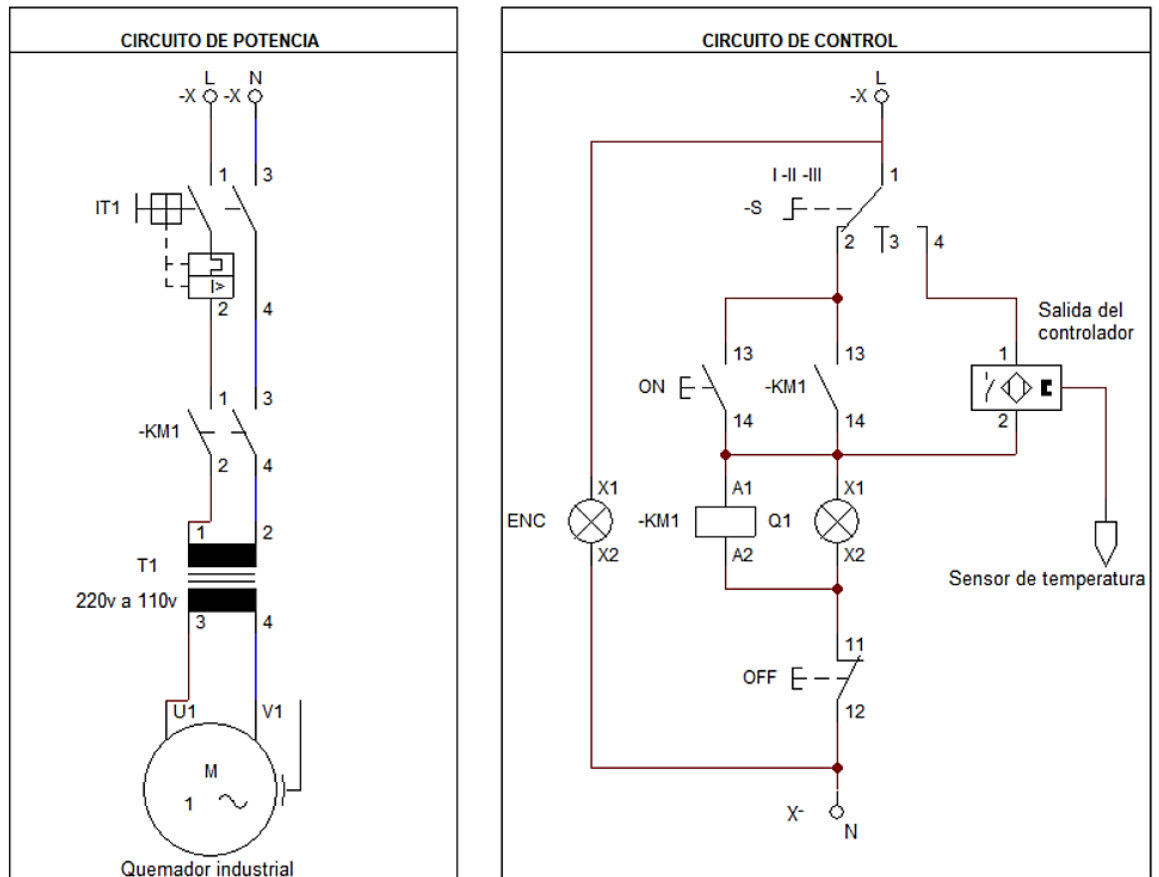 CIRCUITO DE POTENCIA
L N
-X -X
1 3
IT1
I>
2 4
1 3
-KM1
2 4
1 2
T1
220v a 110v
3 4
U1 V1
M
1
Quemador industrial
CIRCUITO DE CONTROL
L
-X
I -II -III
1
-S
2 3 4
Salida del
controlador
13 13 1
ON -KM1
14 14 2
X1 A1 X1
ENC -KM1 Q1
X2 A2 X2
Sensor de temperatura
11
OFF
12
X-
N